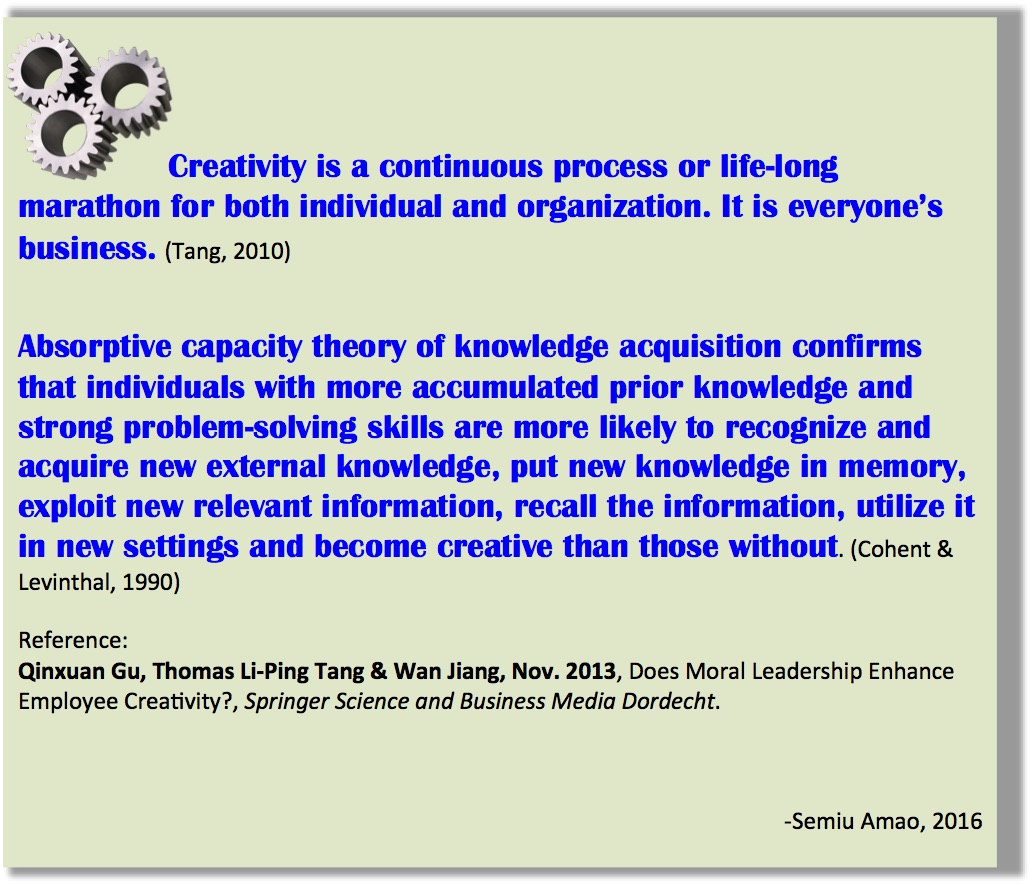 Creativity is a continuous process or life-long
marathon for both individual and organization. It is everyone’s
business. (Tang, 2010)
Absorptive capacity theory of knowledge acquisition confirms
that individuals with more accumulated prior knowledge and
strong problem-solving skills are more likely to recognize and
acquire new external knowledge, put new knowledge in memory,
exploit new relevant information, recall the information, utilize it
in new settings and become creative than those without. (Cohent &
Levinthal, 1990)
Reference:
Qinxuan Gu, Thomas Li-Ping Tang & Wan Jiang, Nov. 2013, Does Moral Leadership Enhance
Employee Creativity?, Springer Science and Business Media Dordecht.
-Semiu Amao, 2016